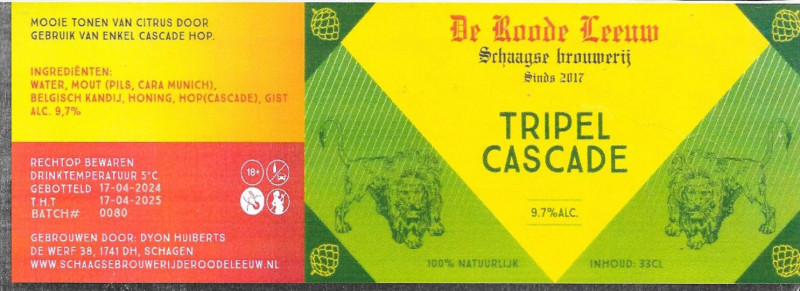 MOOIE TONEN VAN CITRUS DOOR
GEBRUIK VAN ENKEL CASCADE HOP.
INGREDIËNTEN:
WATER, MOUT (PILS, CARA MUNICH),
BELGISCH KANDIJ, HONING, HOP(CASCADE), GIST
ALC. 9,7%
RECHTOP BEWAREN
DRINKTEMPERATUUR 5°C
GEBOTTELD 17-04-2024
T.H.T 17-04-2025
BATCH# 0080
GEBROUWEN DOOR: DYON HUIBERTS
DE WERF 38, 1741 DH, SCHAGEN
WWW.SCHAAGSEBROUWERIJDEROODELEEUW.NL
18+
De Roode Leeuw
Schaagse brouwerij
Sinds 2017
TRIPEL
CASCADE
9.7%ALC.
100% NATUURLIJK
INHOUD: 33CL